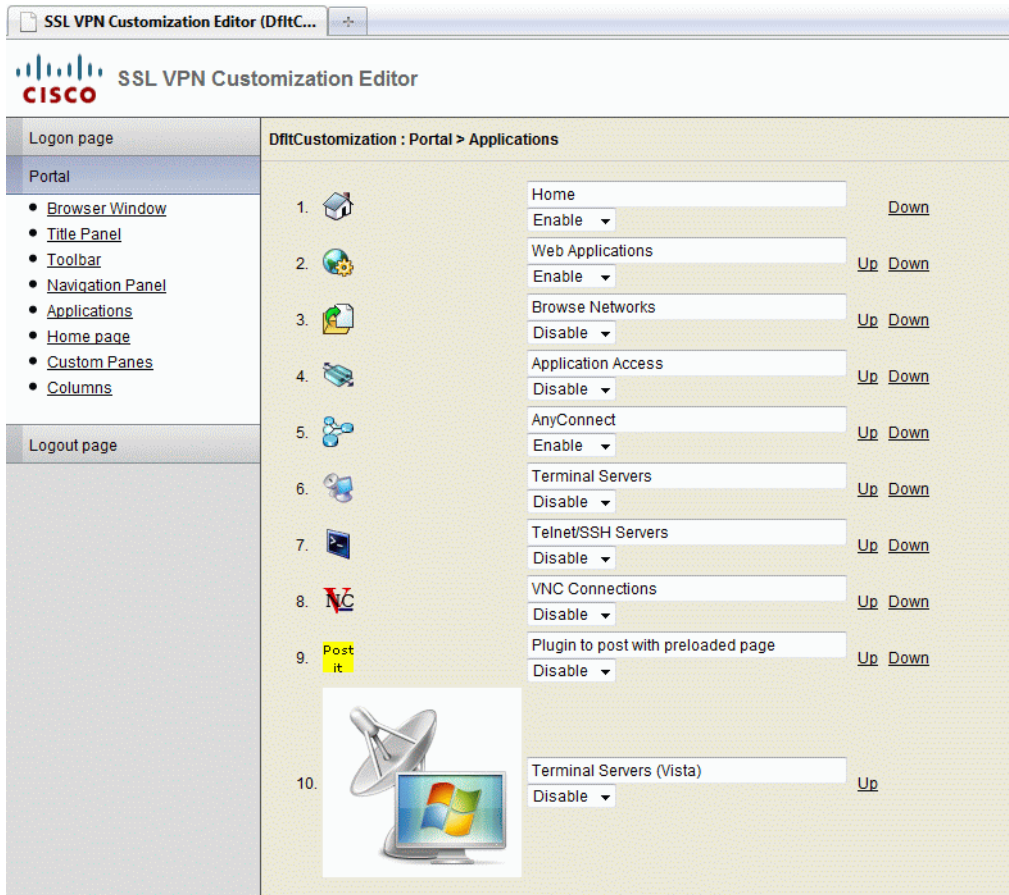 SSL VPN Customization Editor (DfltC...
CISCO
SSL VPN Customization Editor
Logon page
Portal
Browser Window
Title Panel
Toolbar
Navigation Panel
Applications
Home page
Custom Panes
Columns
Logout page
DfltCustomization : Portal > Applications
1. Home
Enable
Down
2. Web Applications
Enable
Up Down
3. Browse Networks
Disable
Up Down
4. Application Access
Disable
Up Down
5. AnyConnect
Enable
Up Down
6. Terminal Servers
Disable
Up Down
7. Telnet/SSH Servers
Disable
Up Down
8. VNC VNC Connections
Disable
Up Down
9. Post it Plugin to post with preloaded page
Disable
Up Down
10. Terminal Servers (Vista)
Disable
Up